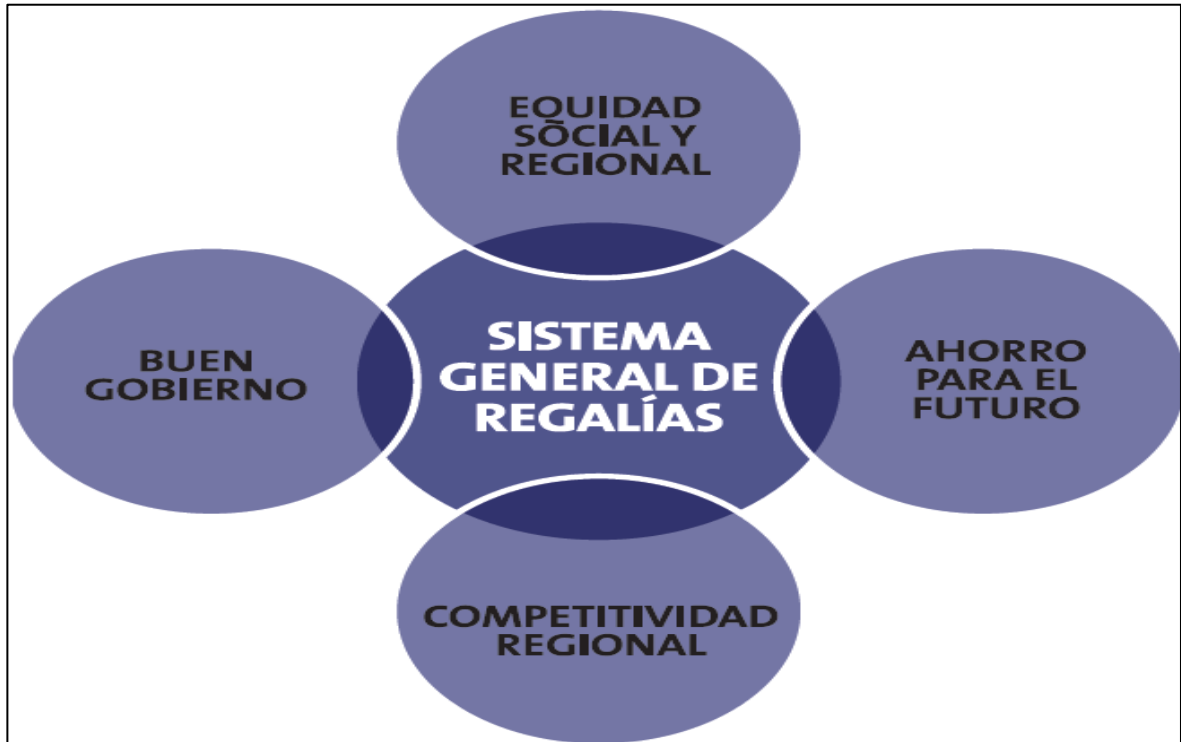 EQUIDAD
SOCIAL Y
REGIONAL
BUEN
GOBIERNO
SISTEMA
GENERAL DE
REGALÍAS
AHORRO
PARA EL
FUTURO
COMPETITIVIDAD
REGIONAL